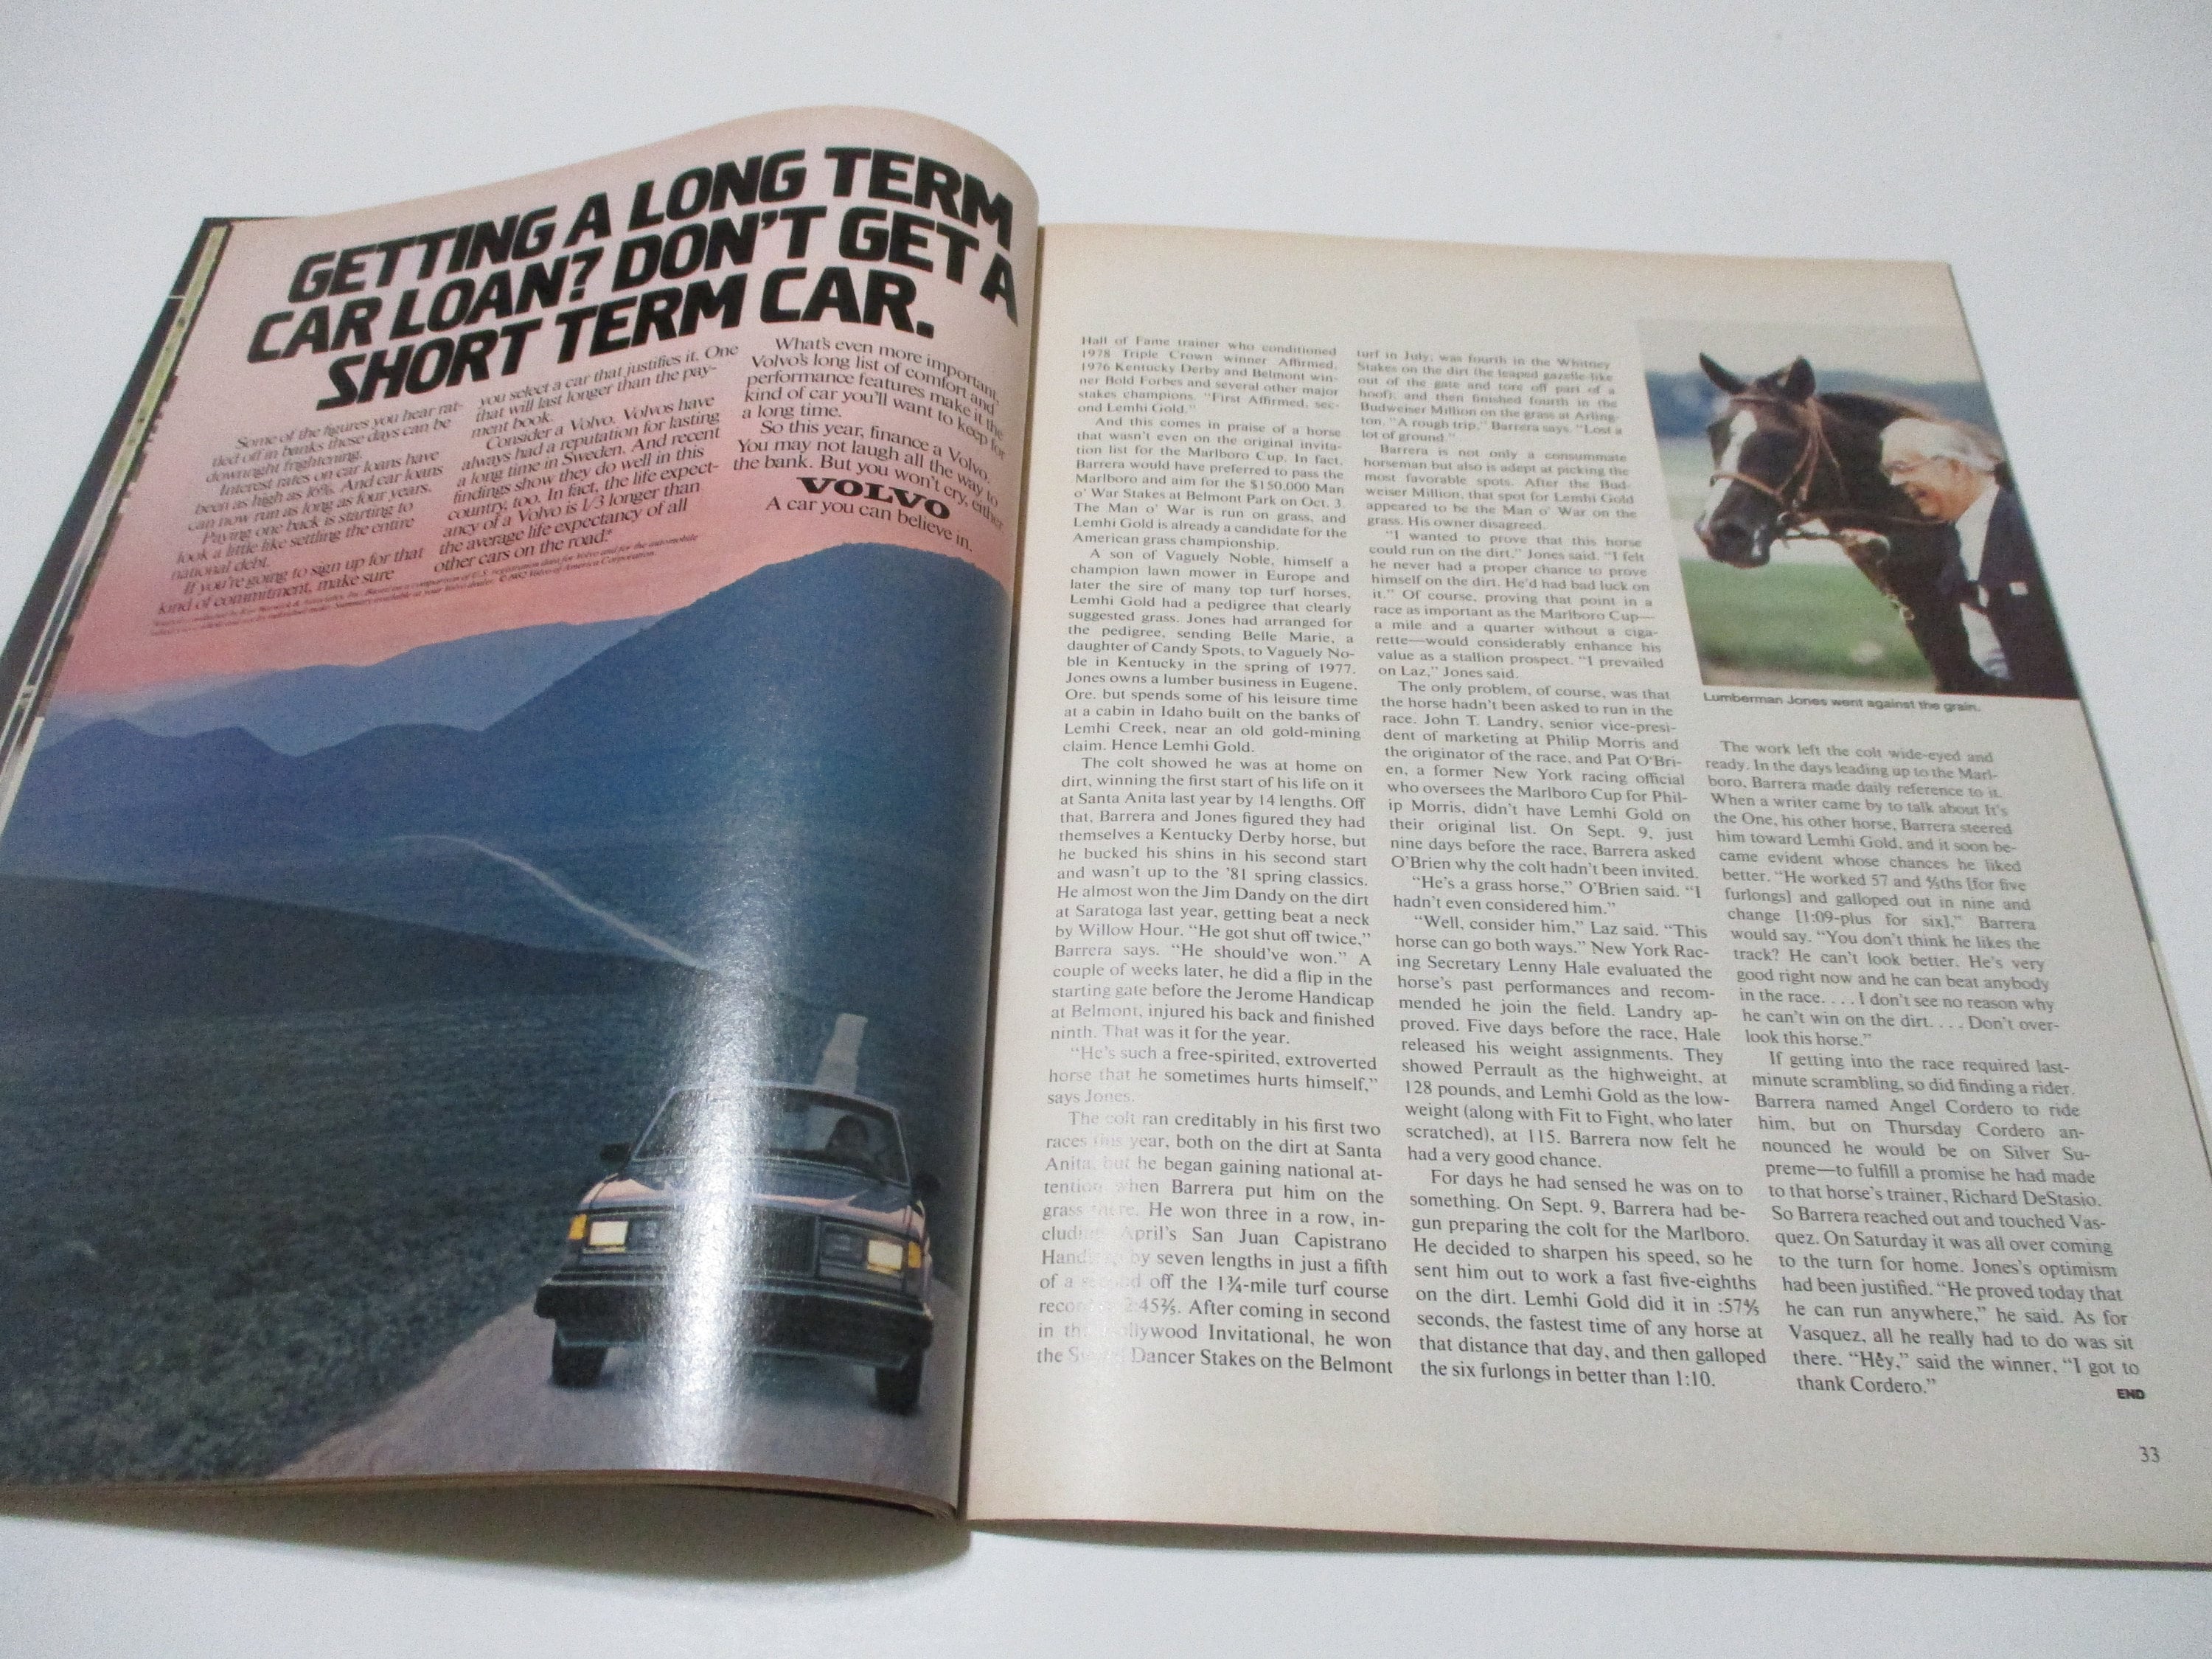 GETTING A LONG TERM
CAR LOAN? DON'T GET A
SHORT TERM CAR.
Some of the figures you hear rat-
tled off in banks these days can be
downright frightening.
Interest rates on car loans have
been as high as 16%. And car loans
can now run as long as four years.
Paying one back is starting to
look a little like settling the entire
national debt.
If you're going to sign up for that
kind of commitment, make sure
you select a car that justifies it. One
that will last longer than the pay-
ment book.
Consider a Volvo. Volvos have
always had a reputation for lasting
a long time in Sweden. And recent
findings show they do well in this
country, too. In fact, the life expect-
ancy of a Volvo is 1/3 longer than
the average life expectancy of all
other cars on the road.*
What's even more important,
Volvo's long list of comfort and
performance features make it the
kind of car you'll want to keep for
a long time.
So this year, finance a Volvo.
You may not laugh all the way to
the bank. But you won't cry, either.
VOLVO
A car you can believe in.
© 1982 Volvo of America Corporation.
Hall of Fame trainer who conditioned
1978 Triple Crown winner Affirmed,
1976 Kentucky Derby and Belmont win-
ner Bold Forbes and several other major
stakes champions. "First Affirmed, sec-
ond Lemhi Gold."
And this comes in praise of a horse
that wasn't even on the original invita-
tion list for the Marlboro Cup. In fact,
Barrera would have preferred to pass the
Marlboro and aim for the $150,000 Man
o' War Stakes at Belmont Park on Oct. 3.
The Man o' War is run on grass, and
Lemhi Gold is already a candidate for the
American grass championship.
A son of Vaguely Noble, himself a
champion lawn mower in Europe and
later the sire of many top turf horses,
Lemhi Gold had a pedigree that clearly
suggested grass. Jones had arranged for
the pedigree, sending Belle Marie, a
daughter of Candy Spots, to Vaguely No-
ble in Kentucky in the spring of 1977.
Jones owns a lumber business in Eugene,
Ore. but spends some of his leisure time
at a cabin in Idaho built on the banks of
Lemhi Creek, near an old gold-mining
claim. Hence Lemhi Gold.
The colt showed he was at home on
dirt, winning the first start of his life on it
at Santa Anita last year by 14 lengths. Off
that, Barrera and Jones figured they had
themselves a Kentucky Derby horse, but
he bucked his shins in his second start
and wasn't up to the '81 spring classics.
He almost won the Jim Dandy on the dirt
at Saratoga last year, getting beat a neck
by Willow Hour. "He got shut off twice,"
Barrera says. "He should've won." A
couple of weeks later, he did a flip in the
starting gate before the Jerome Handicap
at Belmont, injured his back and finished
ninth. That was it for the year.
"He's such a free-spirited, extroverted
horse that he sometimes hurts himself,"
says Jones.
The colt ran creditably in his first two
races this year, both on the dirt at Santa
Anita, but he began gaining national at-
tention when Barrera put him on the
grass there. He won three in a row, in-
cluding April's San Juan Capistrano
Handicap by seven lengths in just a fifth
of a second off the 1¾-mile turf course
record 2:45⅖. After coming in second
in the Hollywood Invitational, he won
the Sword Dancer Stakes on the Belmont
turf in July; was fourth in the Whitney
Stakes on the dirt (he leaped gazelle-like
out of the gate and tore off part of a
hoof); and then finished fourth in the
Budweiser Million on the grass at Arling-
ton. "A rough trip," Barrera says. "Lost a
lot of ground."
Barrera is not only a consummate
horseman but also is adept at picking the
most favorable spots. After the Bud-
weiser Million, that spot for Lemhi Gold
appeared to be the Man o' War on the
grass. His owner disagreed.
"I wanted to prove that this horse
could run on the dirt," Jones said. "I felt
he never had a proper chance to prove
himself on the dirt. He'd had bad luck on
it." Of course, proving that point in a
race as important as the Marlboro Cup—
a mile and a quarter without a ciga-
rette—would considerably enhance his
value as a stallion prospect. "I prevailed
on Laz," Jones said.
The only problem, of course, was that
the horse hadn't been asked to run in the
race. John T. Landry, senior vice-presi-
dent of marketing at Philip Morris and
the originator of the race, and Pat O'Bri-
en, a former New York racing official
who oversees the Marlboro Cup for Phil-
ip Morris, didn't have Lemhi Gold on
their original list. On Sept. 9, just
nine days before the race, Barrera asked
O'Brien why the colt hadn't been invited.
"He's a grass horse," O'Brien said. "I
hadn't even considered him."
"Well, consider him," Laz said. "This
horse can go both ways." New York Rac-
ing Secretary Lenny Hale evaluated the
horse's past performances and recom-
mended he join the field. Landry ap-
proved. Five days before the race, Hale
released his weight assignments. They
showed Perrault as the highweight, at
128 pounds, and Lemhi Gold as the low-
weight (along with Fit to Fight, who later
scratched), at 115. Barrera now felt he
had a very good chance.
For days he had sensed he was on to
something. On Sept. 9, Barrera had be-
gun preparing the colt for the Marlboro.
He decided to sharpen his speed, so he
sent him out to work a fast five-eighths
on the dirt. Lemhi Gold did it in :57⅘
seconds, the fastest time of any horse at
that distance that day, and then galloped
the six furlongs in better than 1:10.
Lumberman Jones went against the grain.
The work left the colt wide-eyed and
ready. In the days leading up to the Marl-
boro, Barrera made daily reference to it.
When a writer came by to talk about It's
the One, his other horse, Barrera steered
him toward Lemhi Gold, and it soon be-
came evident whose chances he liked
better. "He worked 57 and ⅘ths [for five
furlongs] and galloped out in nine and
change [1:09-plus for six]," Barrera
would say. "You don't think he likes the
track? He can't look better. He's very
good right now and he can beat anybody
in the race. . . . I don't see no reason why
he can't win on the dirt. . . . Don't over-
look this horse."
If getting into the race required last-
minute scrambling, so did finding a rider.
Barrera named Angel Cordero to ride
him, but on Thursday Cordero an-
nounced he would be on Silver Su-
preme—to fulfill a promise he had made
to that horse's trainer, Richard DeStasio.
So Barrera reached out and touched Vas-
quez. On Saturday it was all over coming
to the turn for home. Jones's optimism
had been justified. "He proved today that
he can run anywhere," he said. As for
Vasquez, all he really had to do was sit
there. "Hey," said the winner, "I got to
thank Cordero."
END
33